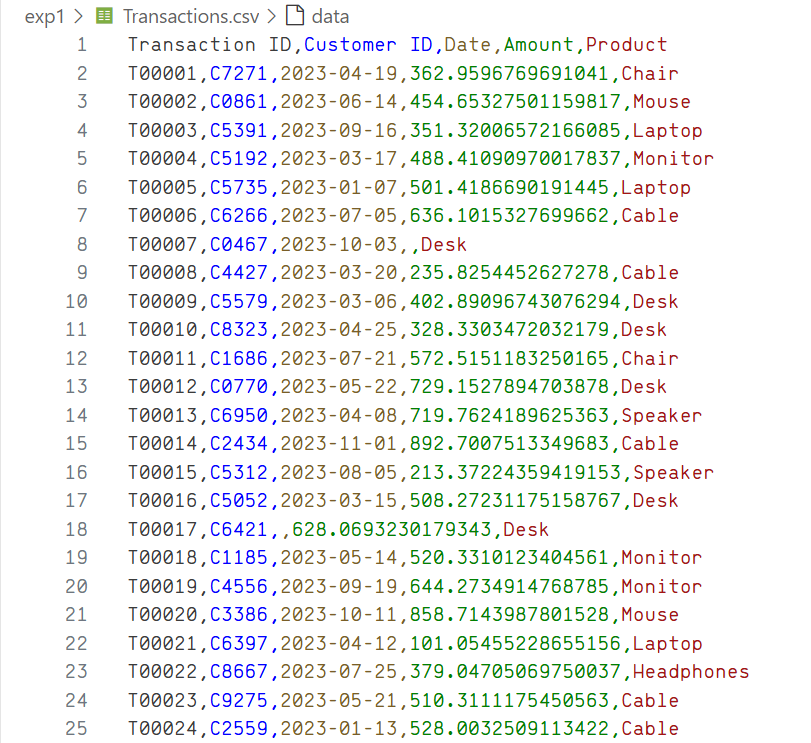 exp1 > Transactions.csv > data
1 Transaction ID,Customer ID,Date,Amount,Product
2 T00001,C7271,2023-04-19,362.9596769691041,Chair
3 T00002,C0861,2023-06-14,454.65327501159817,Mouse
4 T00003,C5391,2023-09-16,351.32006572166085,Laptop
5 T00004,C5192,2023-03-17,488.41090970017837,Monitor
6 T00005,C5735,2023-01-07,501.4186690191445,Laptop
7 T00006,C6266,2023-07-05,636.1015327699662,Cable
8 T00007,C0467,2023-10-03,,Desk
9 T00008,C4427,2023-03-20,235.8254452627278,Cable
10 T00009,C5579,2023-03-06,402.89096743076294,Desk
11 T00010,C8323,2023-04-25,328.3303472032179,Desk
12 T00011,C1686,2023-07-21,572.5151183250165,Chair
13 T00012,C0770,2023-05-22,729.1527894703878,Desk
14 T00013,C6950,2023-04-08,719.7624189625363,Speaker
15 T00014,C2434,2023-11-01,892.7007513349683,Cable
16 T00015,C5312,2023-08-05,213.37224359419153,Speaker
17 T00016,C5052,2023-03-15,508.27231175158767,Desk
18 T00017,C6421,,628.0693230179343,Desk
19 T00018,C1185,2023-05-14,520.3310123404561,Monitor
20 T00019,C4556,2023-09-19,644.2734914768785,Monitor
21 T00020,C3386,2023-10-11,858.7143987801528,Mouse
22 T00021,C6397,2023-04-12,101.05455228655156,Laptop
23 T00022,C8667,2023-07-25,379.04705069750037,Headphones
24 T00023,C9275,2023-05-21,510.3111175450563,Cable
25 T00024,C2559,2023-01-13,528.0032509113422,Cable